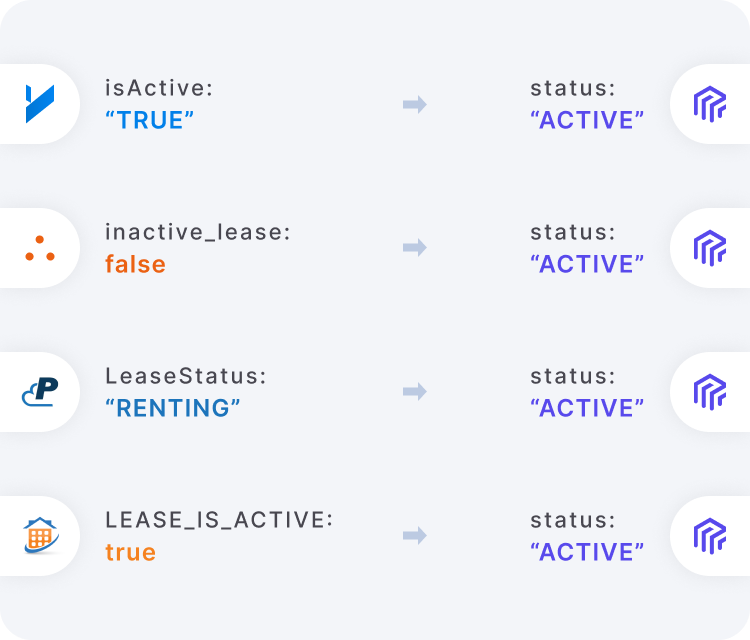 isActive:
“TRUE”
status:
“ACTIVE”
inactive_lease:
false
status:
“ACTIVE”
P
LeaseStatus:
“RENTING”
status:
“ACTIVE”
LEASE_IS_ACTIVE:
true
status:
“ACTIVE”